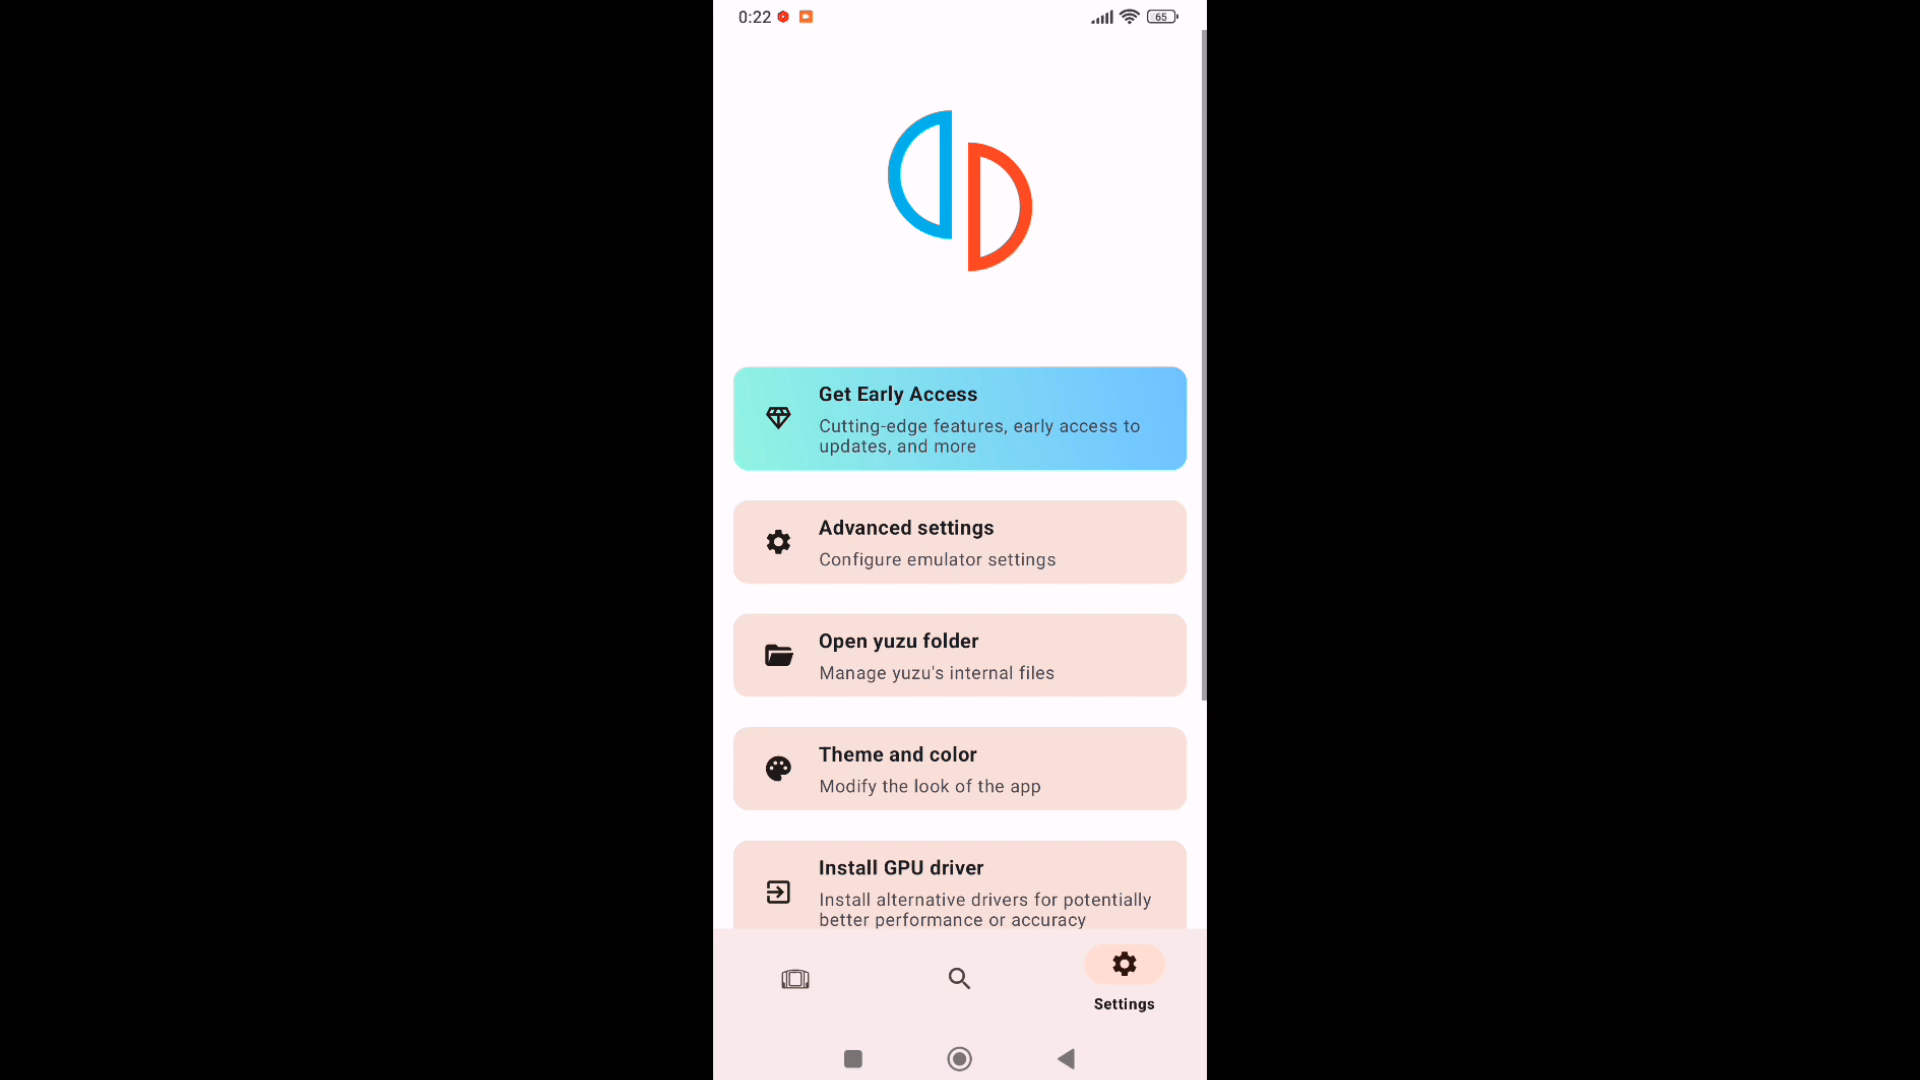 0:22
65
Get Early Access
Cutting-edge features, early access to
updates, and more
Advanced settings
Configure emulator settings
Open yuzu folder
Manage yuzu's internal files
Theme and color
Modify the look of the app
Install GPU driver
Install alternative drivers for potentially
better performance or accuracy
Settings